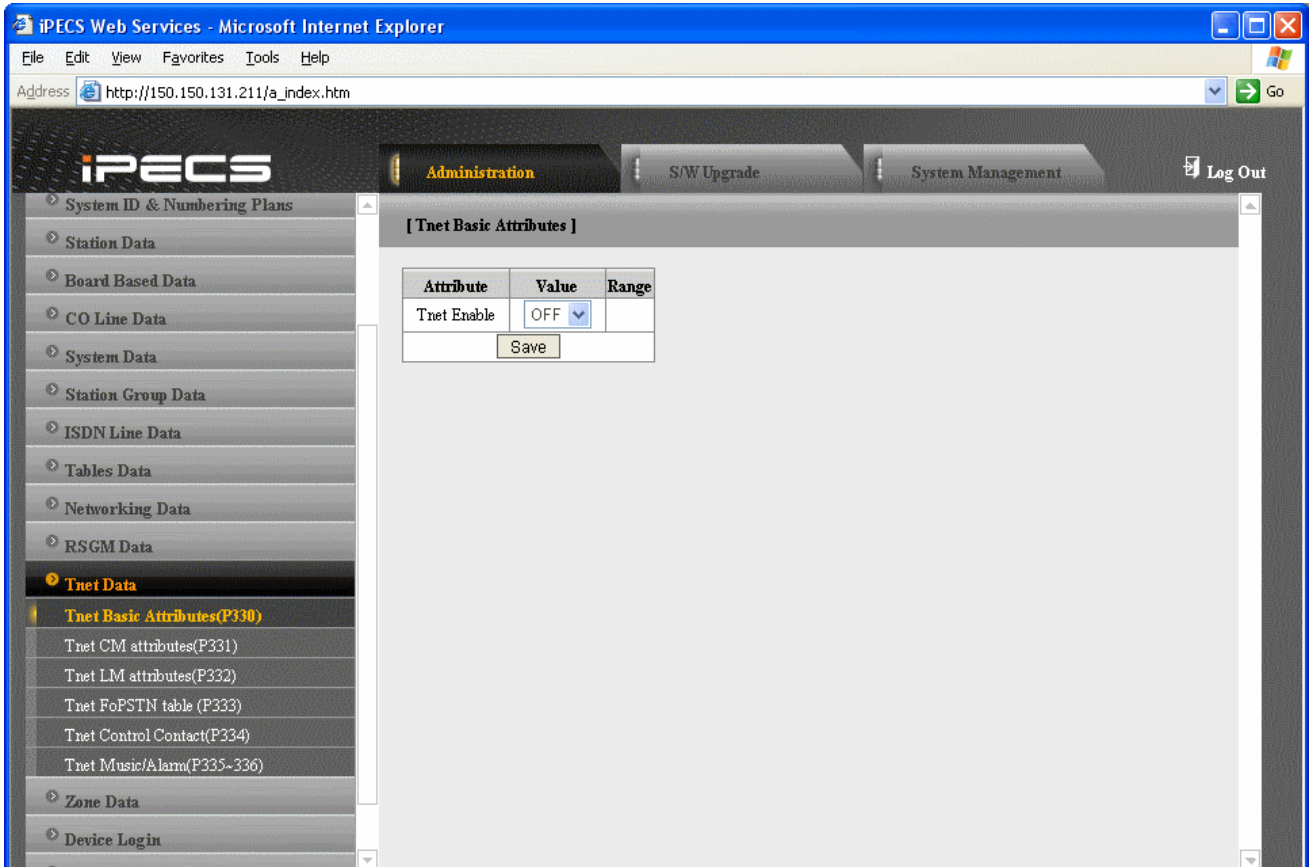 iPECS Web Services - Microsoft Internet Explorer
File Edit View Favorites Tools Help
Address http://150.150.131.211/a_index.htm Go
iPECS
Administration S/W Upgrade System Management Log Out
System ID & Numbering Plans
Station Data
Board Based Data
CO Line Data
System Data
Station Group Data
ISDN Line Data
Tables Data
Networking Data
RSGM Data
Tnet Data
Tnet Basic Attributes(P330)
Tnet CM attributes(P331)
Tnet LM attributes(P332)
Tnet FoPSTN table (P333)
Tnet Control Contact(P334)
Tnet Music/Alarm(P335~336)
Zone Data
Device Login
[ Tnet Basic Attributes ]
Attribute Value Range
Tnet Enable OFF
Save